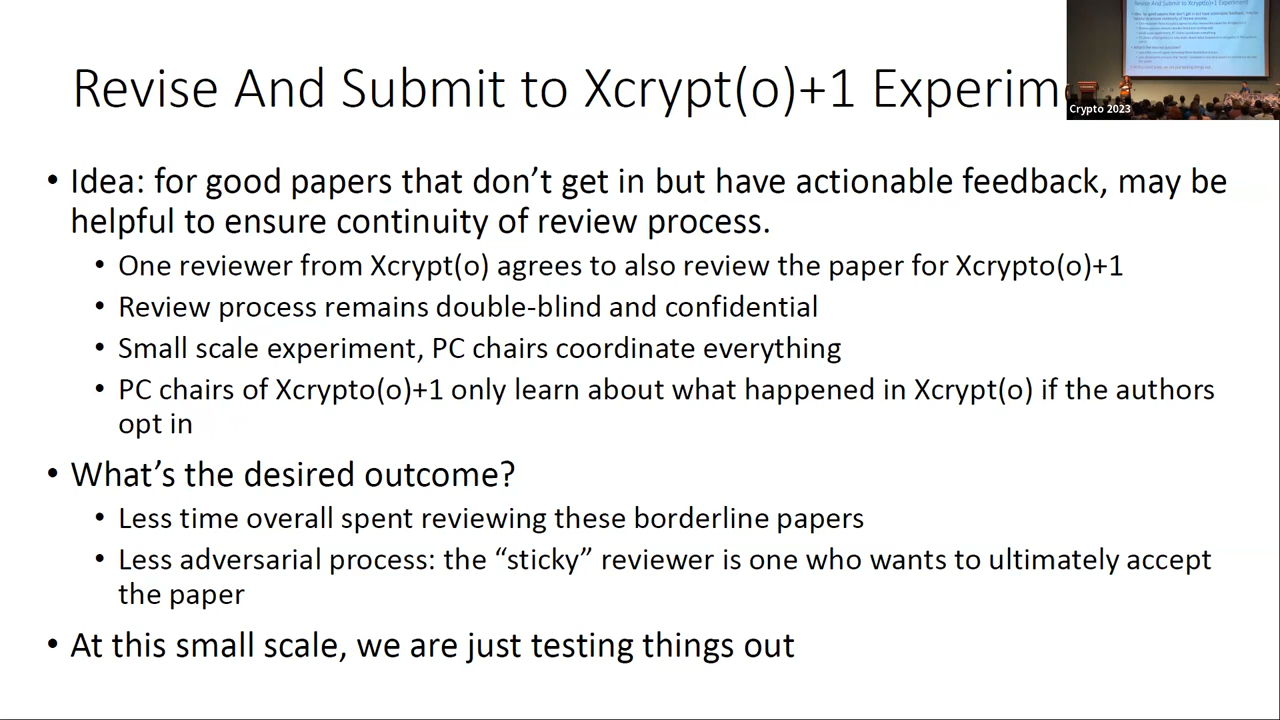 Revise And Submit to Xcrypt(o)+1 Experim
Crypto 2023
• Idea: for good papers that don’t get in but have actionable feedback, may be
helpful to ensure continuity of review process.
• One reviewer from Xcrypt(o) agrees to also review the paper for Xcrypto(o)+1
• Review process remains double-blind and confidential
• Small scale experiment, PC chairs coordinate everything
• PC chairs of Xcrypto(o)+1 only learn about what happened in Xcrypt(o) if the authors
opt in
• What’s the desired outcome?
• Less time overall spent reviewing these borderline papers
• Less adversarial process: the “sticky” reviewer is one who wants to ultimately accept
the paper
• At this small scale, we are just testing things out